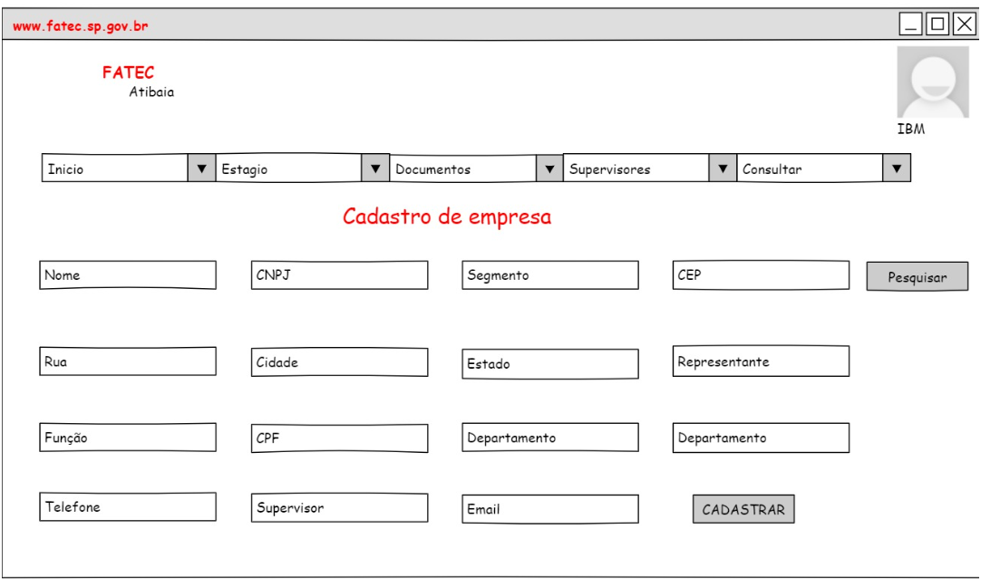 www.fatec.sp.gov.br
FATEC
Atibaia
IBM
Inicio Estagio Documentos Supervisores Consultar
Cadastro de empresa
Nome CNPJ Segmento CEP Pesquisar
Rua Cidade Estado Representante
Função CPF Departamento Departamento
Telefone Supervisor Email CADASTRAR